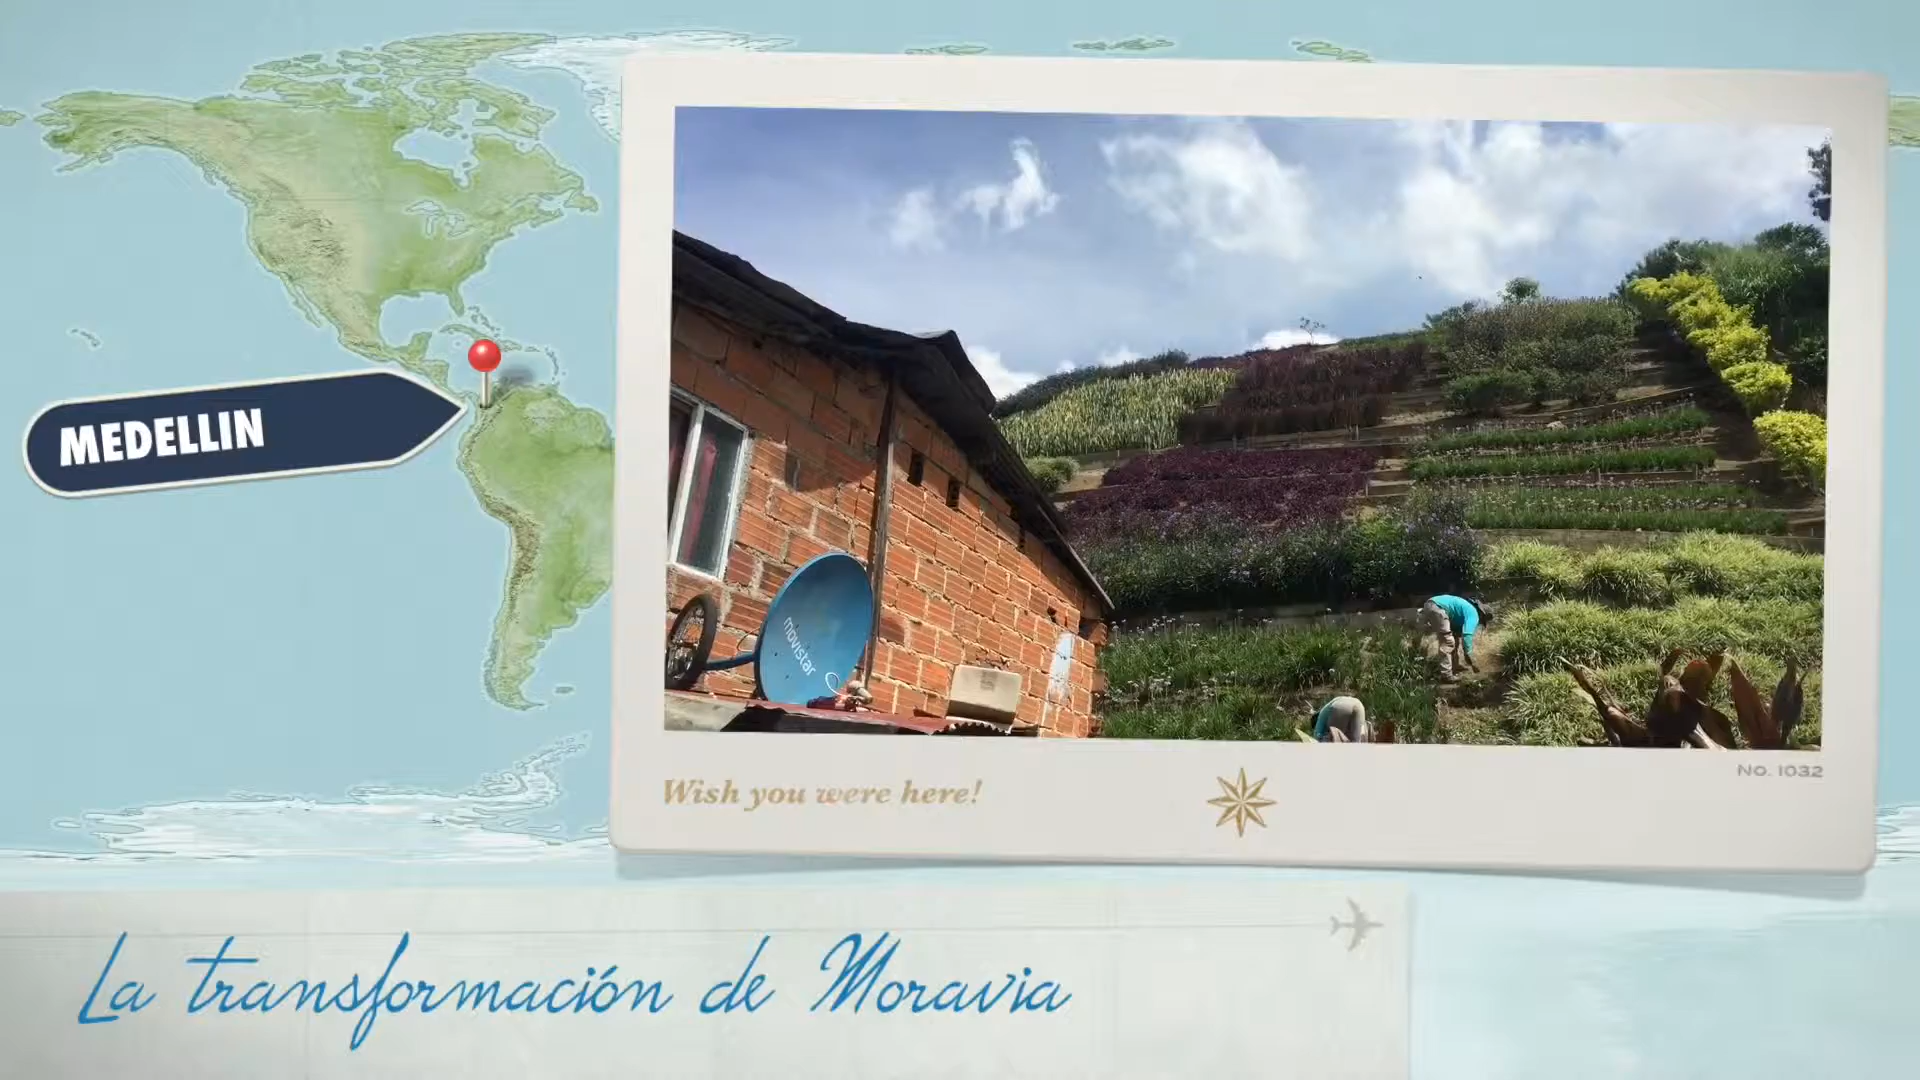 MEDELLIN
movistar
Wish you were here!
No. 1032
La transformación de Moravia